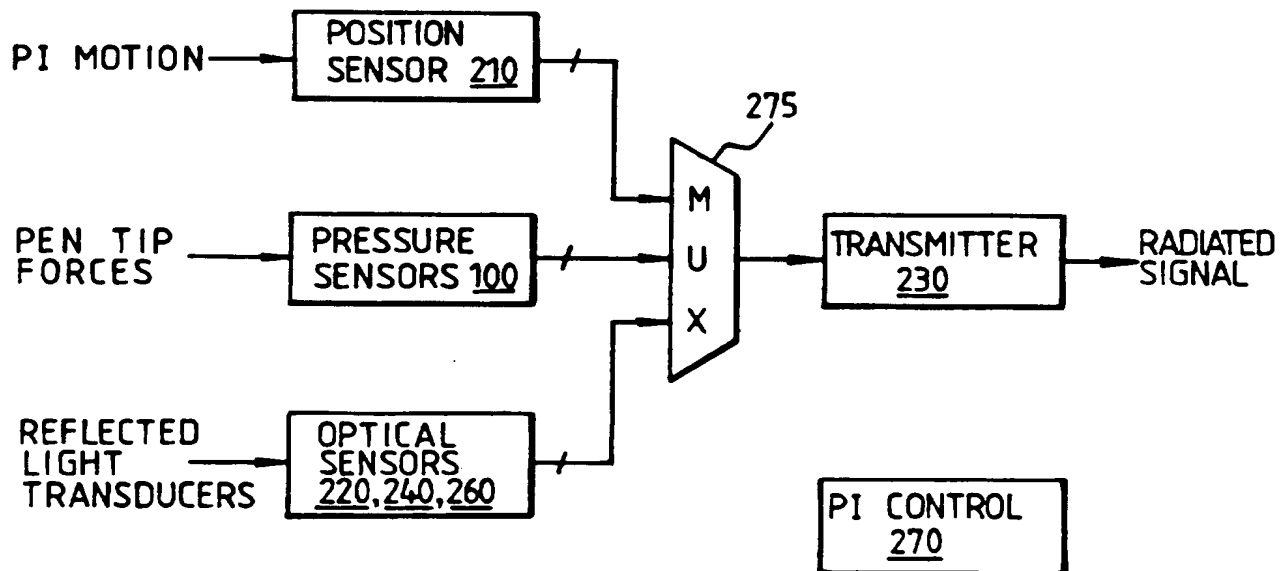 PI MOTION
POSITION
SENSOR 210
275
PEN TIP
FORCES
PRESSURE
SENSORS 100
M
U
X
TRANSMITTER
230
RADIATED
SIGNAL
REFLECTED
LIGHT
TRANSDUCERS
OPTICAL
SENSORS
220, 240, 260
PI CONTROL
270